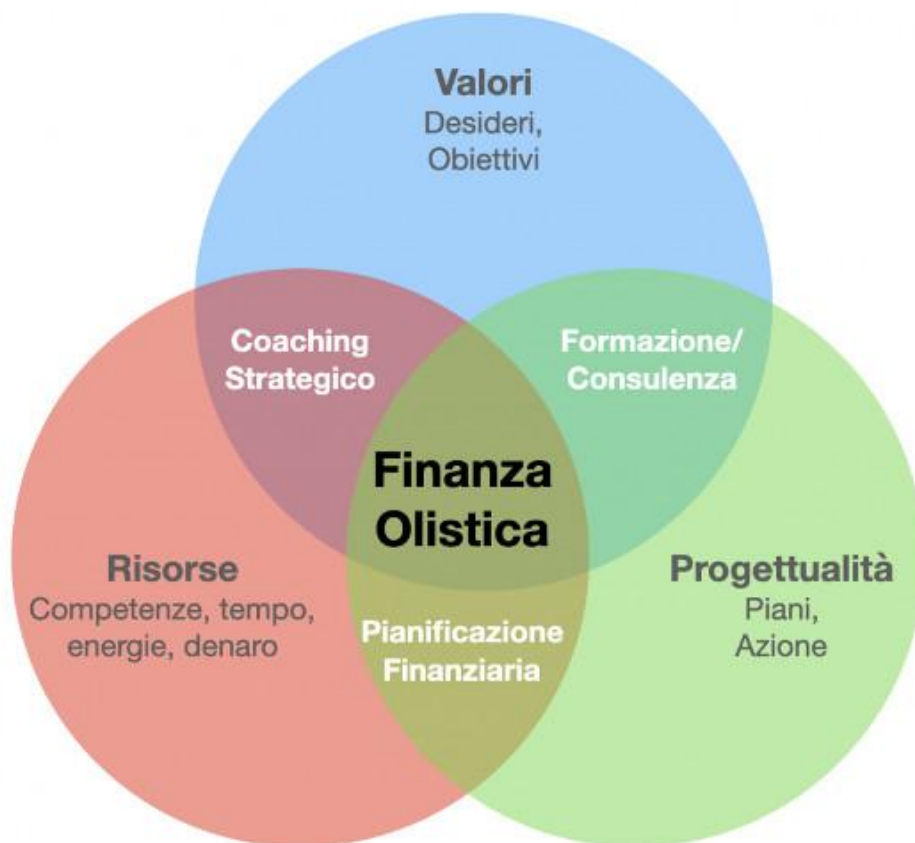 Valori
Desideri,
Obiettivi
Coaching
Strategico
Formazione/
Consulenza
Finanza
Olistica
Risorse
Competenze, tempo,
energie, denaro
Progettualità
Piani,
Azione
Pianificazione
Finanziaria